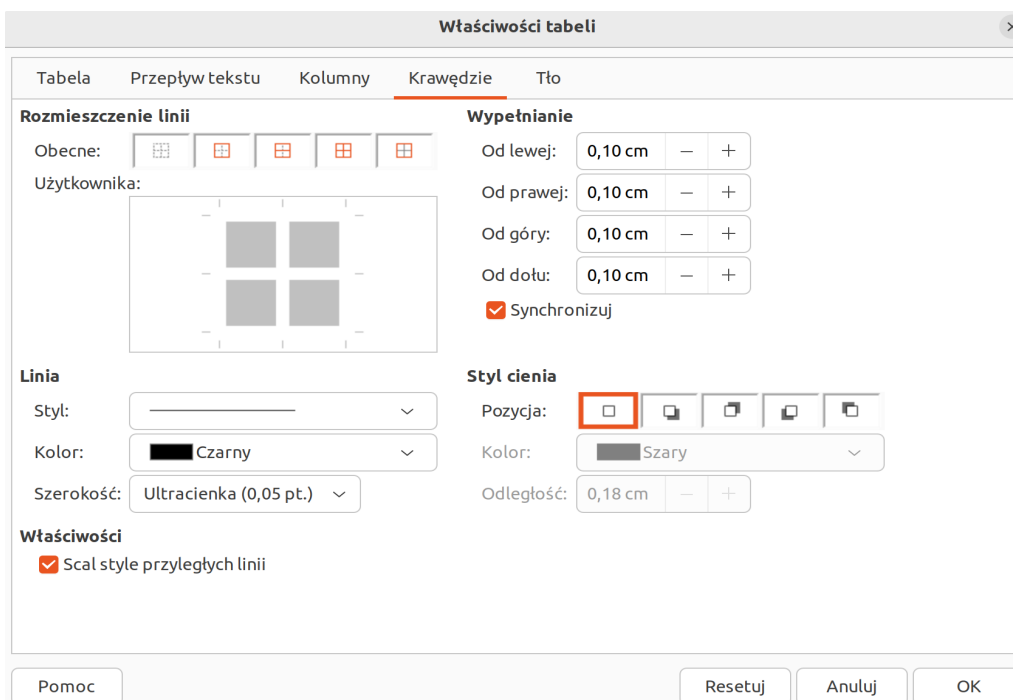 Właściwości tabeli
Tabela Przepływ tekstu Kolumny Krawędzie Tło
Rozmieszczenie linii
Obecne:
Użytkownika:
Wypełnianie
Od lewej: 0,10 cm
Od prawej: 0,10 cm
Od góry: 0,10 cm
Od dołu: 0,10 cm
Synchronizuj
Linia
Styl:
Kolor: Czarny
Szerokość: Ultracienka (0,05 pt.)
Styl cienia
Pozycja:
Kolor: Szary
Odległość: 0,18 cm
Właściwości
Scal style przyległych linii
Pomoc Resetuj Anuluj OK